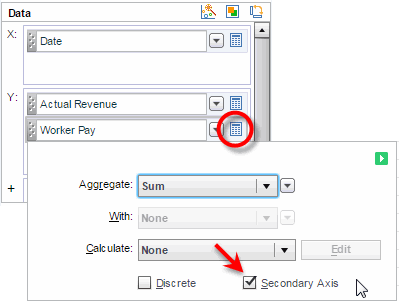 Data
X:
Date
Y:
Actual Revenue
Worker Pay
+
Aggregate: Sum
With: None
Calculate: None Edit
Discrete Secondary Axis